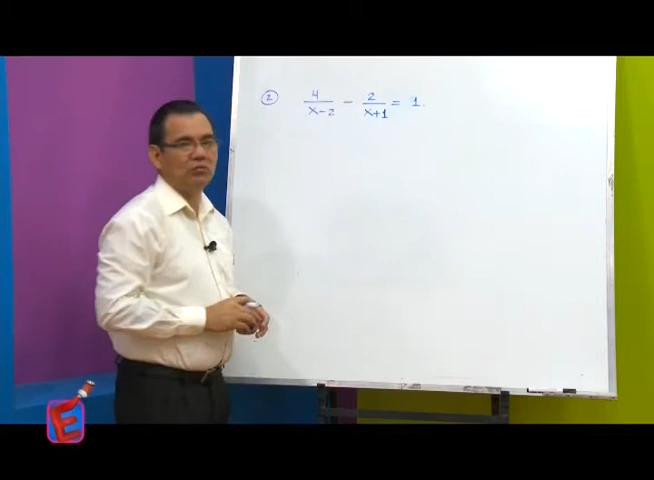 ② 4/(x-2) - 2/(x+1) = 1.
E